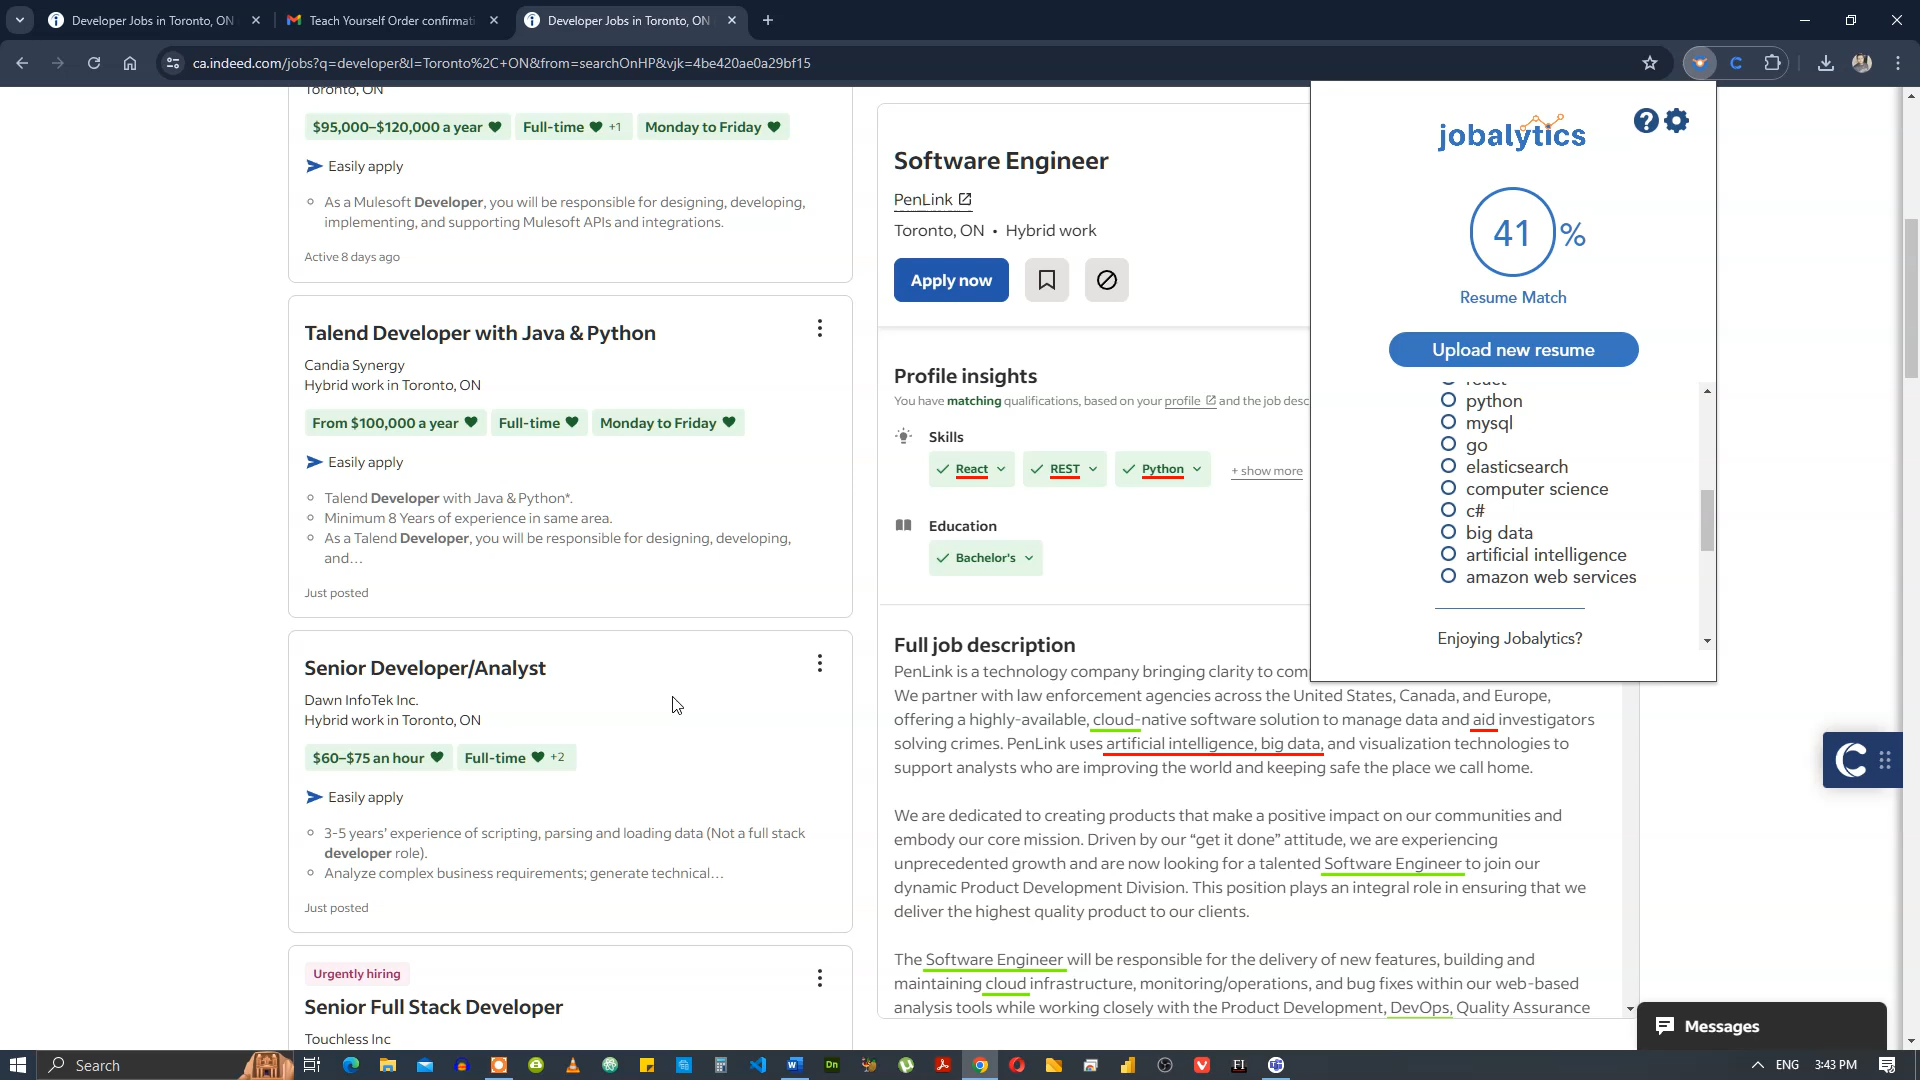 Developer Jobs in Toronto, ON
Teach Yourself Order confirmati
Developer Jobs in Toronto, ON
ca.indeed.com/jobs?q=developer&l=Toronto%2C+ON&from=searchOnHP&vjk=4be420ae0a29bf15
Toronto, ON
$95,000–$120,000 a year
Full-time +1
Monday to Friday
Easily apply
As a Mulesoft Developer, you will be responsible for designing, developing,
implementing, and supporting Mulesoft APIs and integrations.
Active 8 days ago
Talend Developer with Java & Python
Candia Synergy
Hybrid work in Toronto, ON
From $100,000 a year
Full-time
Monday to Friday
Easily apply
Talend Developer with Java & Python*.
Minimum 8 Years of experience in same area.
As a Talend Developer, you will be responsible for designing, developing,
and…
Just posted
Senior Developer/Analyst
Dawn InfoTek Inc.
Hybrid work in Toronto, ON
$60–$75 an hour
Full-time +2
Easily apply
3-5 years’ experience of scripting, parsing and loading data (Not a full stack
developer role).
Analyze complex business requirements; generate technical…
Just posted
Urgently hiring
Senior Full Stack Developer
Touchless Inc
Software Engineer
PenLink
Toronto, ON • Hybrid work
Apply now
Profile insights
You have matching qualifications, based on your profile and the job desc
Skills
React
REST
Python
+ show more
Education
Bachelor's
Full job description
PenLink is a technology company bringing clarity to com
We partner with law enforcement agencies across the United States, Canada, and Europe,
offering a highly-available, cloud-native software solution to manage data and aid investigators
solving crimes. PenLink uses artificial intelligence, big data, and visualization technologies to
support analysts who are improving the world and keeping safe the place we call home.
We are dedicated to creating products that make a positive impact on our communities and
embody our core mission. Driven by our “get it done” attitude, we are experiencing
unprecedented growth and are now looking for a talented Software Engineer to join our
dynamic Product Development Division. This position plays an integral role in ensuring that we
deliver the highest quality product to our clients.
The Software Engineer will be responsible for the delivery of new features, building and
maintaining cloud infrastructure, monitoring/operations, and bug fixes within our web-based
analysis tools while working closely with the Product Development, DevOps, Quality Assurance
jobalytics
41 %
Resume Match
Upload new resume
react
python
mysql
go
elasticsearch
computer science
c#
big data
artificial intelligence
amazon web services
Enjoying Jobalytics?
Messages
Search
Dn
FI
ENG
3:43 PM